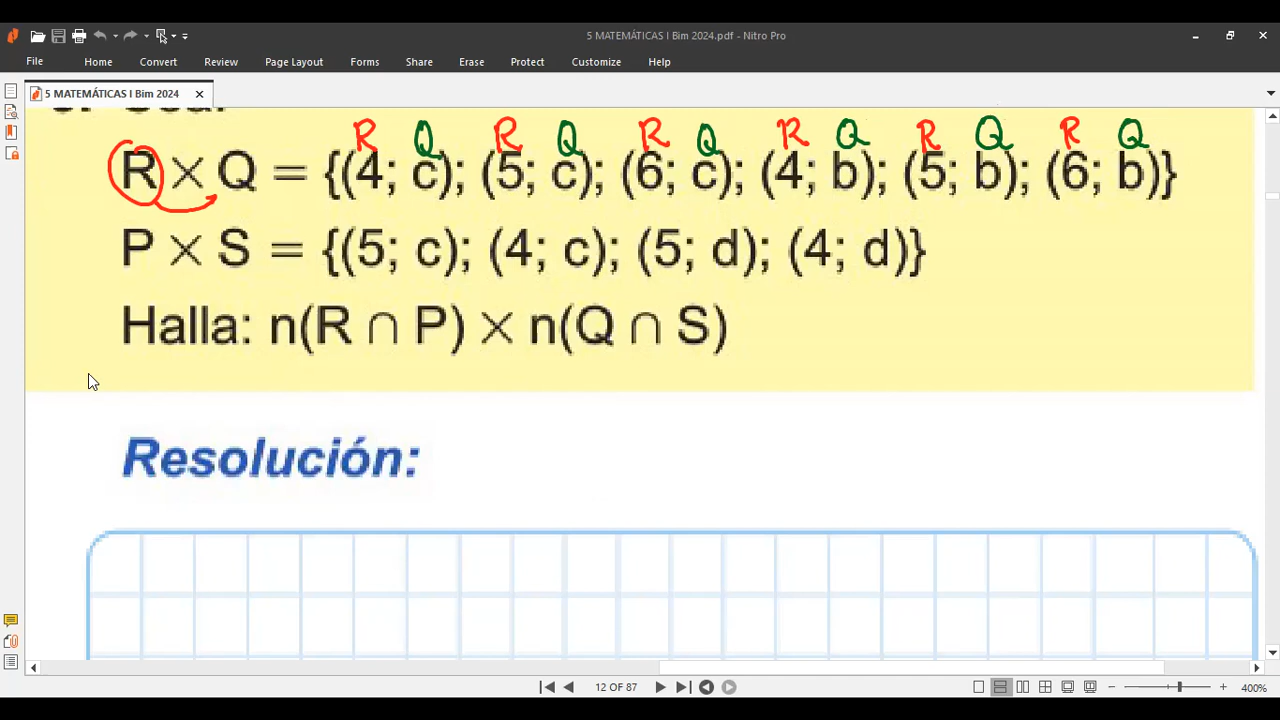 5 MATEMÁTICAS I Bim 2024.pdf - Nitro Pro
File Home Convert Review Page Layout Forms Share Erase Protect Customize Help
5 MATEMÁTICAS I Bim 2024
R Q R Q R Q R Q R Q R Q
R × Q = {(4; c); (5; c); (6; c); (4; b); (5; b); (6; b)}
P × S = {(5; c); (4; c); (5; d); (4; d)}
Halla: n(R ∩ P) × n(Q ∩ S)
Resolución:
12 OF 87
400%